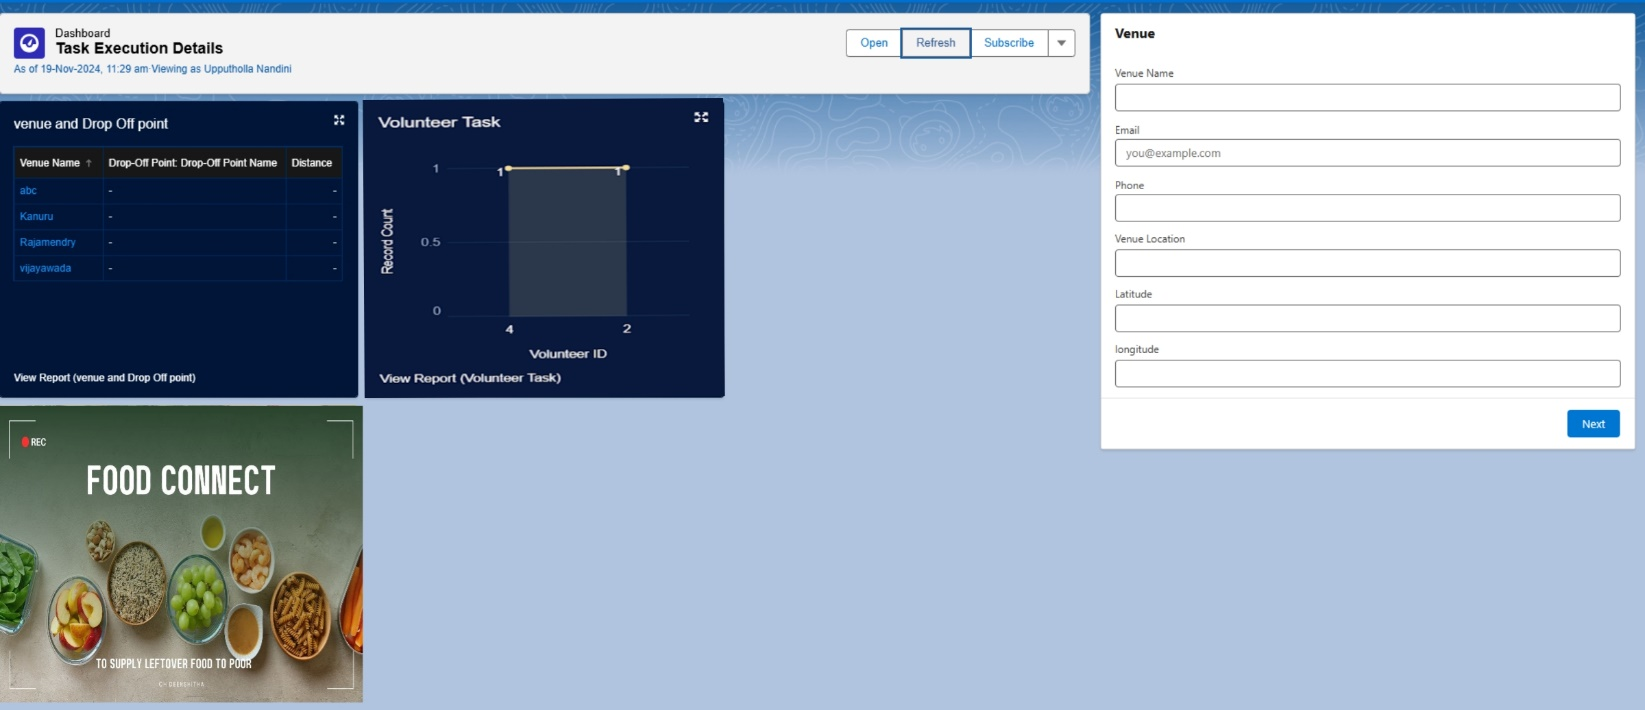 Dashboard
Task Execution Details
As of 19-Nov-2024, 11:29 am·Viewing as Upputholla Nandini
Open
Refresh
Subscribe
venue and Drop Off point
Venue Name ↑ Drop-Off Point: Drop-Off Point Name Distance
abc - -
Kanuru - -
Rajamendry - -
vijayawada - -
View Report (venue and Drop Off point)
Volunteer Task
Record Count
1
0.5
0
1 1
4 2
Volunteer ID
View Report (Volunteer Task)
REC
FOOD CONNECT
TO SUPPLY LEFTOVER FOOD TO POOR
Venue
Venue Name
Email
you@example.com
Phone
Venue Location
Latitude
longitude
Next